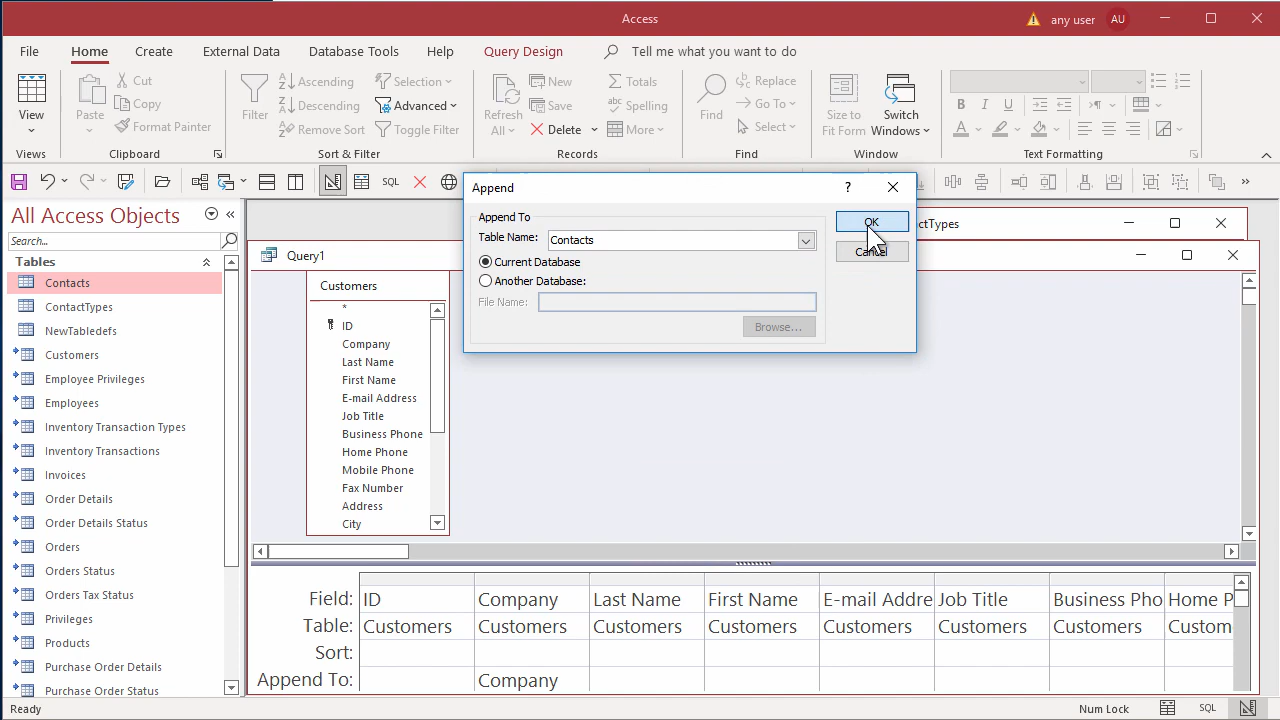 Access
any user
AU
File
Home
Create
External Data
Database Tools
Help
Query Design
Tell me what you want to do
View
Views
Paste
Cut
Copy
Format Painter
Clipboard
Filter
Ascending
Descending
Remove Sort
Selection
Advanced
Toggle Filter
Sort & Filter
Refresh
All
New
Save
Delete
Totals
Spelling
More
Records
Find
Replace
Go To
Select
Find
Size to
Fit Form
Switch
Windows
Window
B I U
A
A
Text Formatting
SQL
All Access Objects
Search...
Tables
Contacts
ContactTypes
NewTabledefs
Customers
Employee Privileges
Employees
Inventory Transaction Types
Inventory Transactions
Invoices
Order Details
Order Details Status
Orders
Orders Status
Orders Tax Status
Privileges
Products
Purchase Order Details
Purchase Order Status
ctTypes
Query1
Customers
*
ID
Company
Last Name
First Name
E-mail Address
Job Title
Business Phone
Home Phone
Mobile Phone
Fax Number
Address
City
Append
?
Append To
Table Name:
Contacts
Current Database
Another Database:
File Name:
Browse...
OK
Cancel
Field: ID Company Last Name First Name E-mail Addre Job Title Business Pho Home P
Table: Customers Customers Customers Customers Customers Customers Customers Custom
Sort:
Append To: Company
Ready
Num Lock
SQL